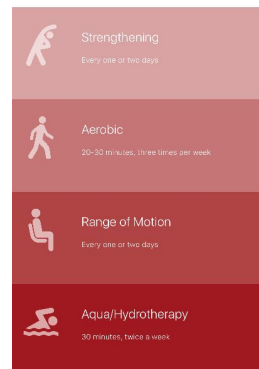 Strengthening
Every one or two days
Aerobic
20-30 minutes, three times per week
Range of Motion
Every one or two days
Aqua/Hydrotherapy
30 minutes, twice a week